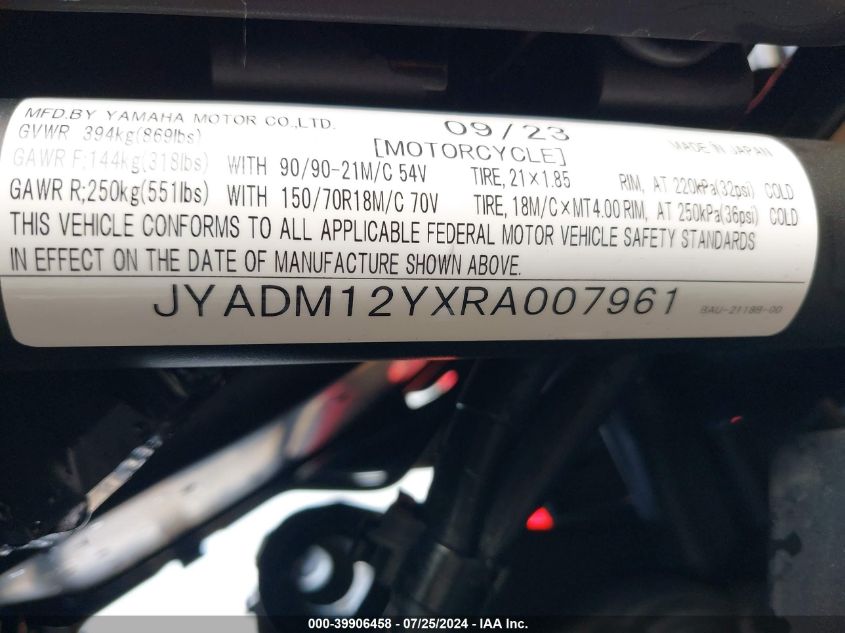 MFD.BY YAMAHA MOTOR CO.,LTD. 09/23 MADE IN JAPAN
GVWR 394kg(869lbs) [MOTORCYCLE]
GAWR F;144kg(318lbs) WITH 90/90-21M/C 54V TIRE, 21×1.85 RIM, AT 220kPa(32psi) COLD
GAWR R;250kg(551lbs) WITH 150/70R18M/C 70V TIRE, 18M/C×MT4.00 RIM, AT 250kPa(36psi) COLD
THIS VEHICLE CONFORMS TO ALL APPLICABLE FEDERAL MOTOR VEHICLE SAFETY STANDARDS
IN EFFECT ON THE DATE OF MANUFACTURE SHOWN ABOVE.
JYADM12YXRA007961 BAU-2118B-00
000-39906458 - 07/25/2024 - IAA Inc.